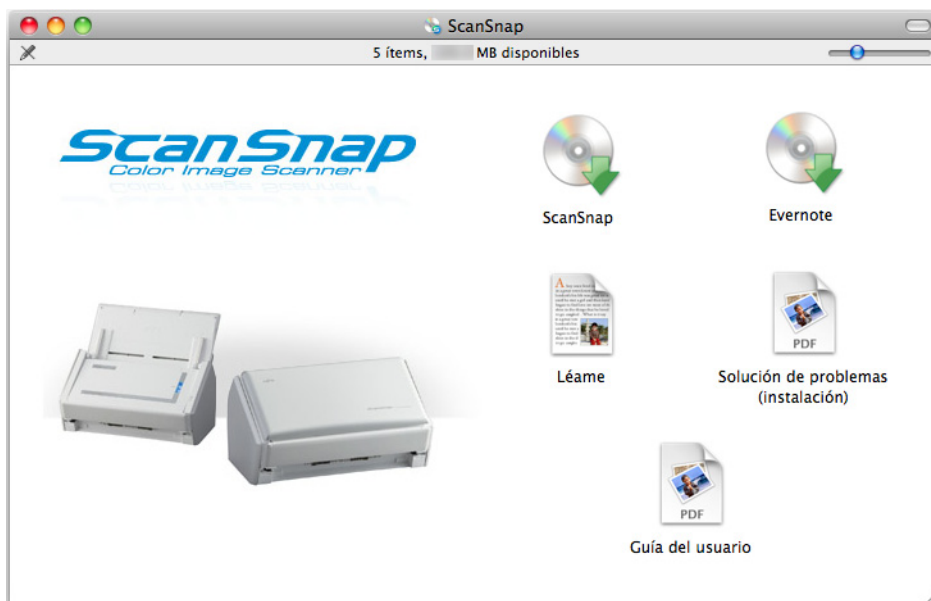 ScanSnap
5 ítems, MB disponibles
ScanSnap
Color Image Scanner
ScanSnap
Evernote
Léame
PDF
Solución de problemas
(instalación)
PDF
Guía del usuario